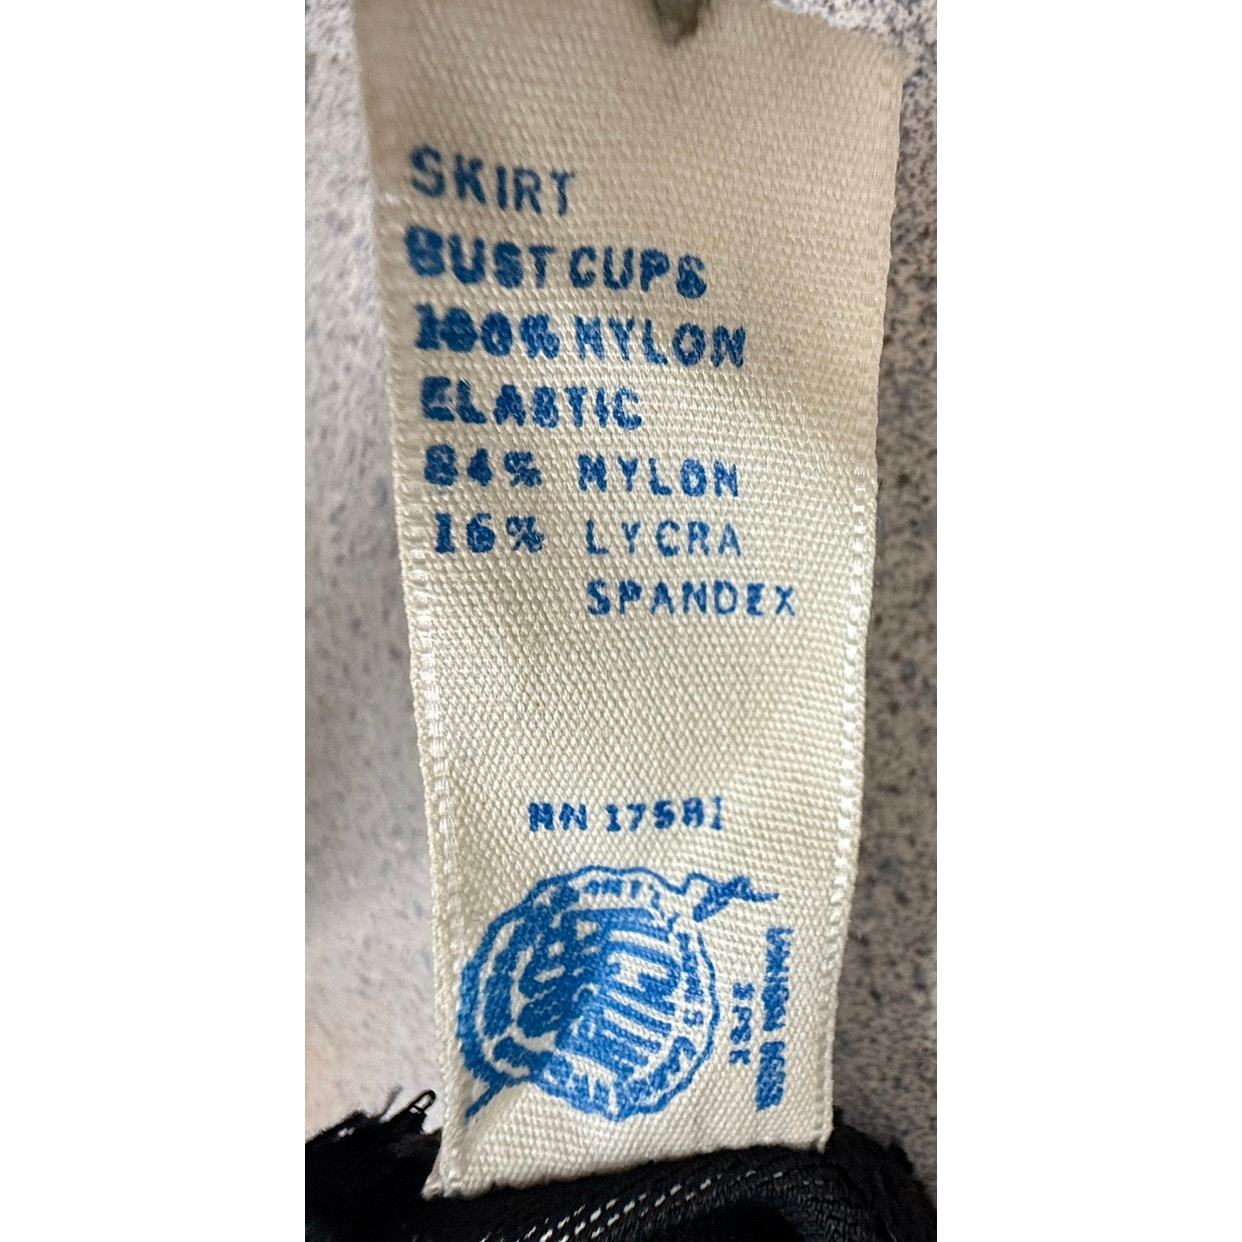 SKIRT
BUST CUPS
100% NYLON
ELASTIC
84% NYLON
16% LYCRA
SPANDEX
RN 17581